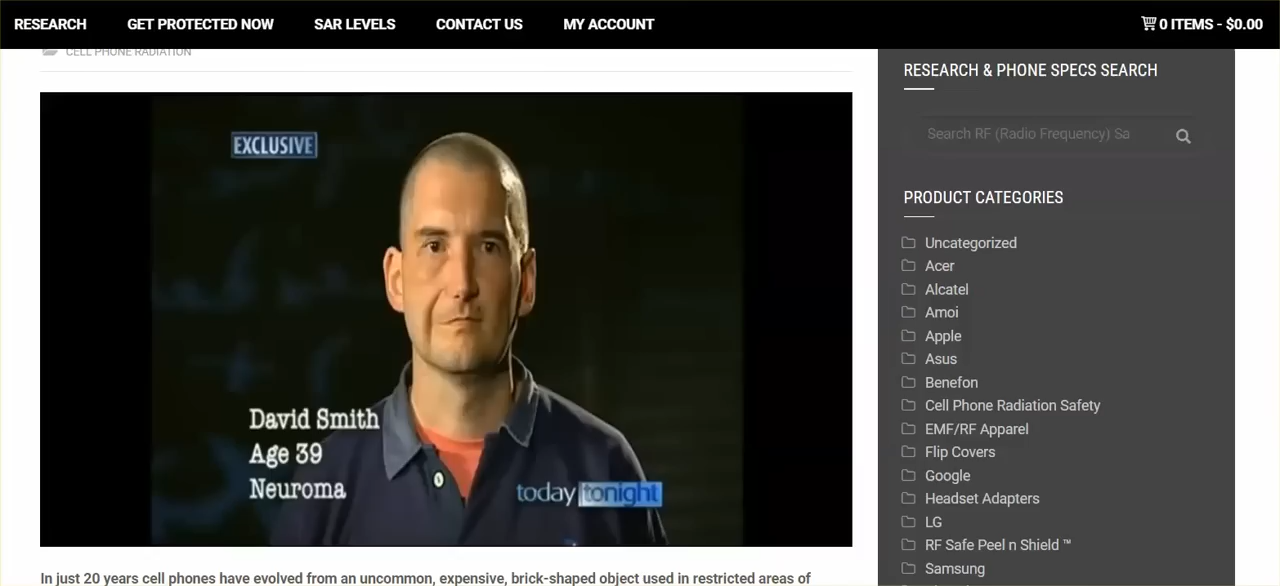 RESEARCH
GET PROTECTED NOW
SAR LEVELS
CONTACT US
MY ACCOUNT
0 ITEMS - $0.00
CELL PHONE RADIATION
EXCLUSIVE
David Smith
Age 39
Neuroma
today tonight
In just 20 years cell phones have evolved from an uncommon, expensive, brick-shaped object used in restricted areas of
RESEARCH & PHONE SPECS SEARCH
Search RF (Radio Frequency) Sa
PRODUCT CATEGORIES
Uncategorized
Acer
Alcatel
Amoi
Apple
Asus
Benefon
Cell Phone Radiation Safety
EMF/RF Apparel
Flip Covers
Google
Headset Adapters
LG
RF Safe Peel n Shield ™
Samsung